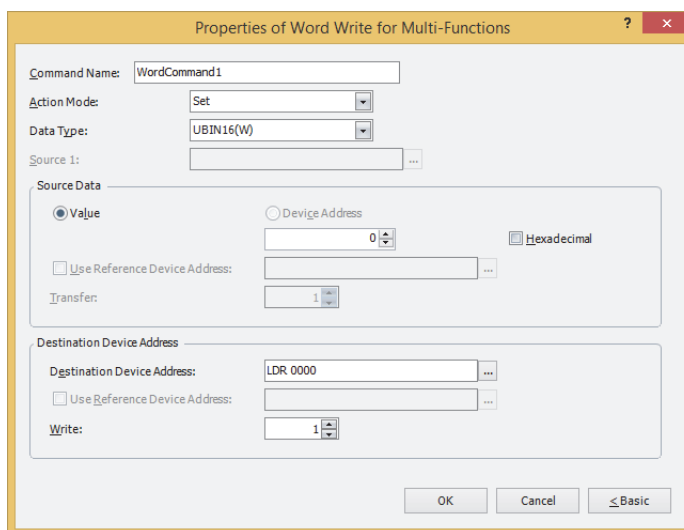 Properties of Word Write for Multi-Functions ? ×
Command Name: WordCommand1
Action Mode: Set
Data Type: UBIN16(W)
Source 1: ...
Source Data
Value Device Address
0 Hexadecimal
Use Reference Device Address: ...
Transfer: 1
Destination Device Address
Destination Device Address: LDR 0000 ...
Use Reference Device Address: ...
Write: 1
OK Cancel < Basic